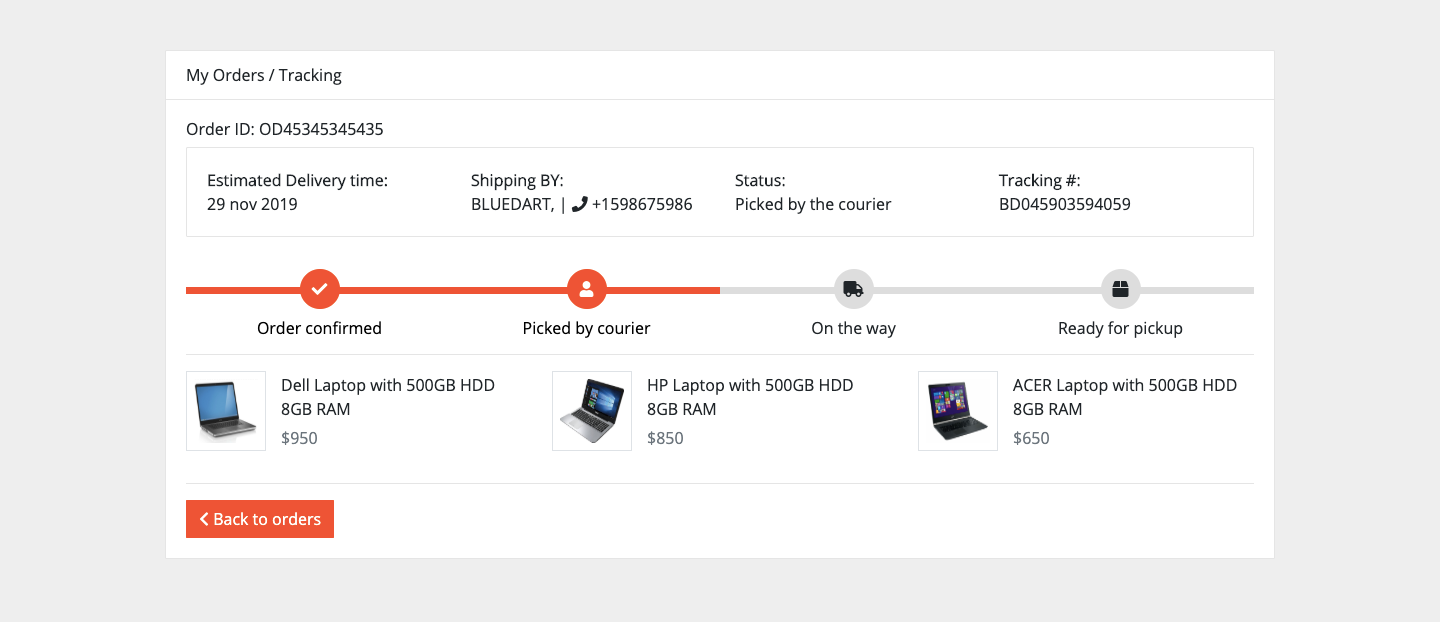 My Orders / Tracking
Order ID: OD45345345435
Estimated Delivery time:
29 nov 2019
Shipping BY:
BLUEDART, | +1598675986
Status:
Picked by the courier
Tracking #:
BD045903594059
Order confirmed
Picked by courier
On the way
Ready for pickup
Dell Laptop with 500GB HDD
8GB RAM
$950
HP Laptop with 500GB HDD
8GB RAM
$850
ACER Laptop with 500GB HDD
8GB RAM
$650
Back to orders